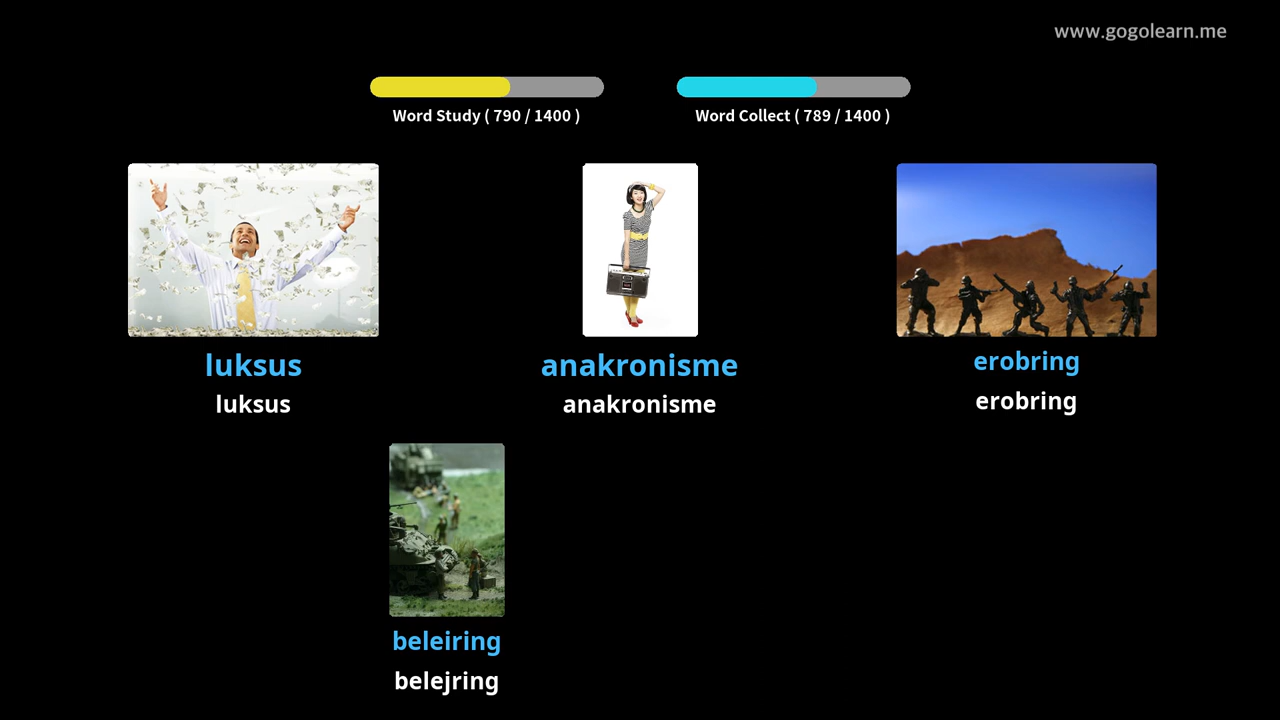 www.gogolearn.me
Word Study ( 790 / 1400 )
Word Collect ( 789 / 1400 )
luksus
luksus
anakronisme
anakronisme
erobring
erobring
beleiring
belejring